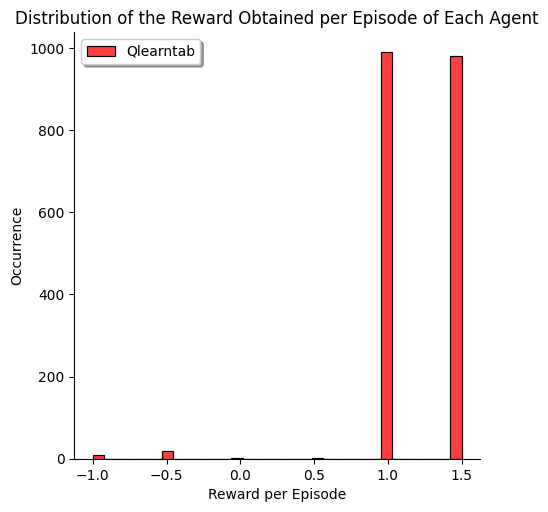 Distribution of the Reward Obtained per Episode of Each Agent
Qlearntab
1000
800
600
400
200
0
Occurrence
−1.0 −0.5 0.0 0.5 1.0 1.5
Reward per Episode